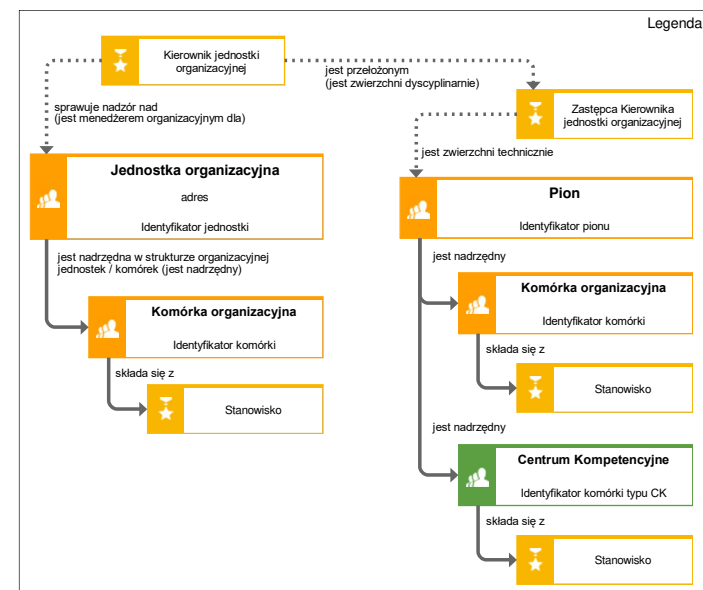 Legenda
Kierownik jednostki
organizacyjnej
jest przełożonym
(jest zwierzchni dyscyplinarnie)
sprawuje nadzór nad
(jest menedżerem organizacyjnym dla)
Zastępca Kierownika
jednostki organizacyjnej
jest zwierzchni technicznie
Jednostka organizacyjna
adres
Identyfikator jednostki
Pion
Identyfikator pionu
jest nadrzędna w strukturze organizacyjnej
jednostek / komórek (jest nadrzędny)
jest nadrzędny
Komórka organizacyjna
Identyfikator komórki
Komórka organizacyjna
Identyfikator komórki
składa się z
Stanowisko
składa się z
Stanowisko
jest nadrzędny
Centrum Kompetencyjne
Identyfikator komórki typu CK
składa się z
Stanowisko